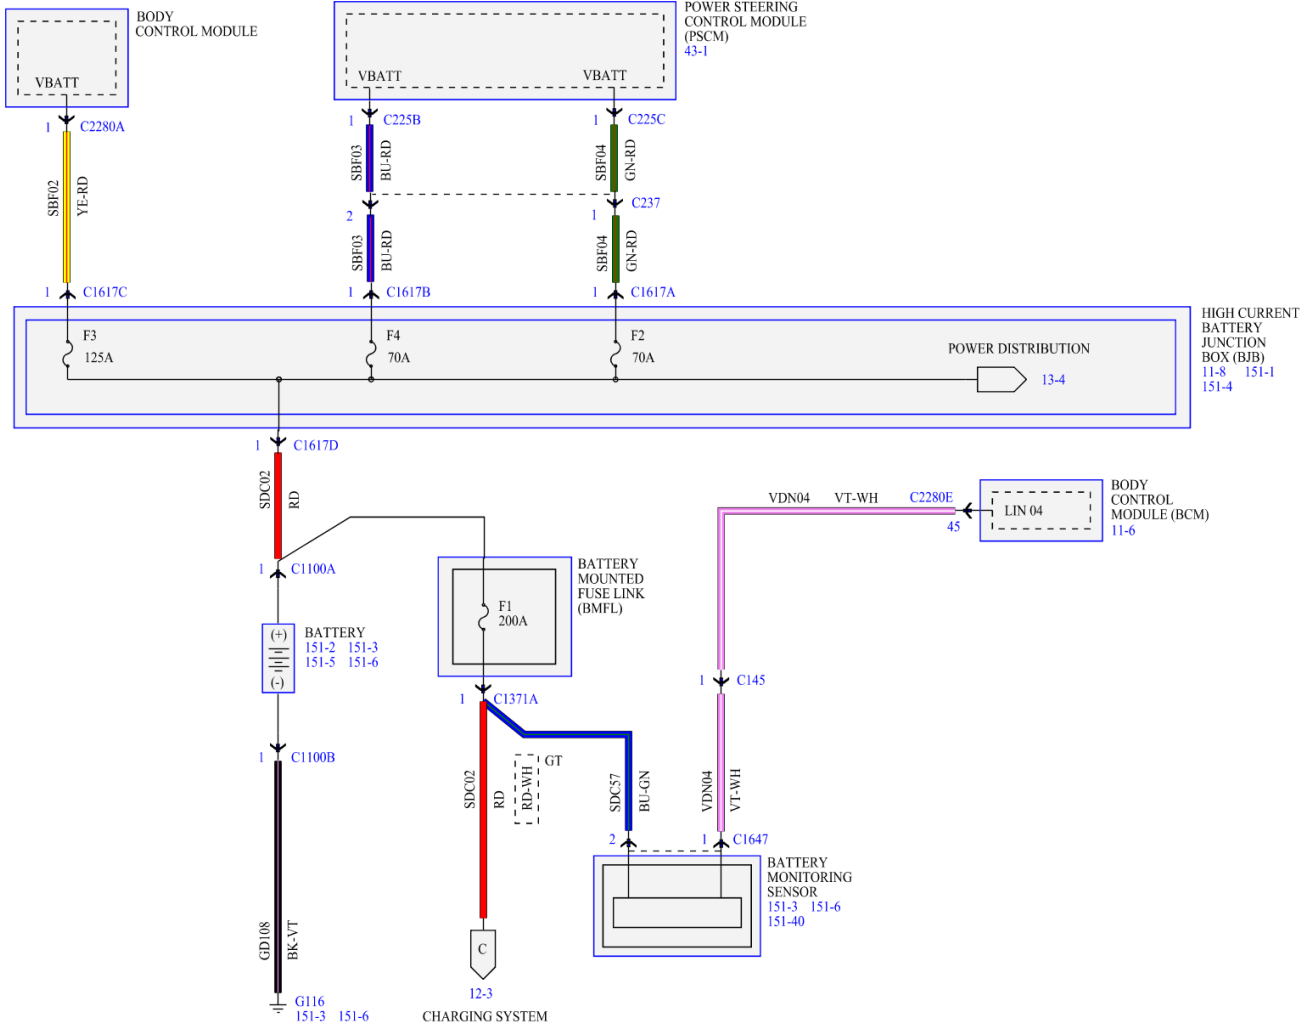 BODY
CONTROL MODULE
VBATT
1 C2280A
SBF02
YE-RD
1 C1617C
POWER STEERING
CONTROL MODULE
(PSCM)
43-1
VBATT
VBATT
1 C225B
1 C225C
SBF03
BU-RD
SBF04
GN-RD
2
1 C237
SBF03
BU-RD
SBF04
GN-RD
1 C1617B
1 C1617A
HIGH CURRENT
BATTERY
JUNCTION
BOX (BJB)
11-8 151-1
151-4
F3
125A
F4
70A
F2
70A
POWER DISTRIBUTION
13-4
1 C1617D
SDC02
RD
1 C1100A
BATTERY
151-2 151-3
151-5 151-6
(+)
(-)
1 C1100B
GD108
BK-VT
G116
151-3 151-6
BATTERY
MOUNTED
FUSE LINK
(BMFL)
F1
200A
1 C1371A
SDC02
RD
RD-WH
GT
C
12-3
CHARGING SYSTEM
SDC57
BU-GN
2
VDN04 VT-WH
C2280E
45
LIN 04
BODY
CONTROL
MODULE (BCM)
11-6
1 C145
VDN04
VT-WH
1 C1647
BATTERY
MONITORING
SENSOR
151-3 151-6
151-40